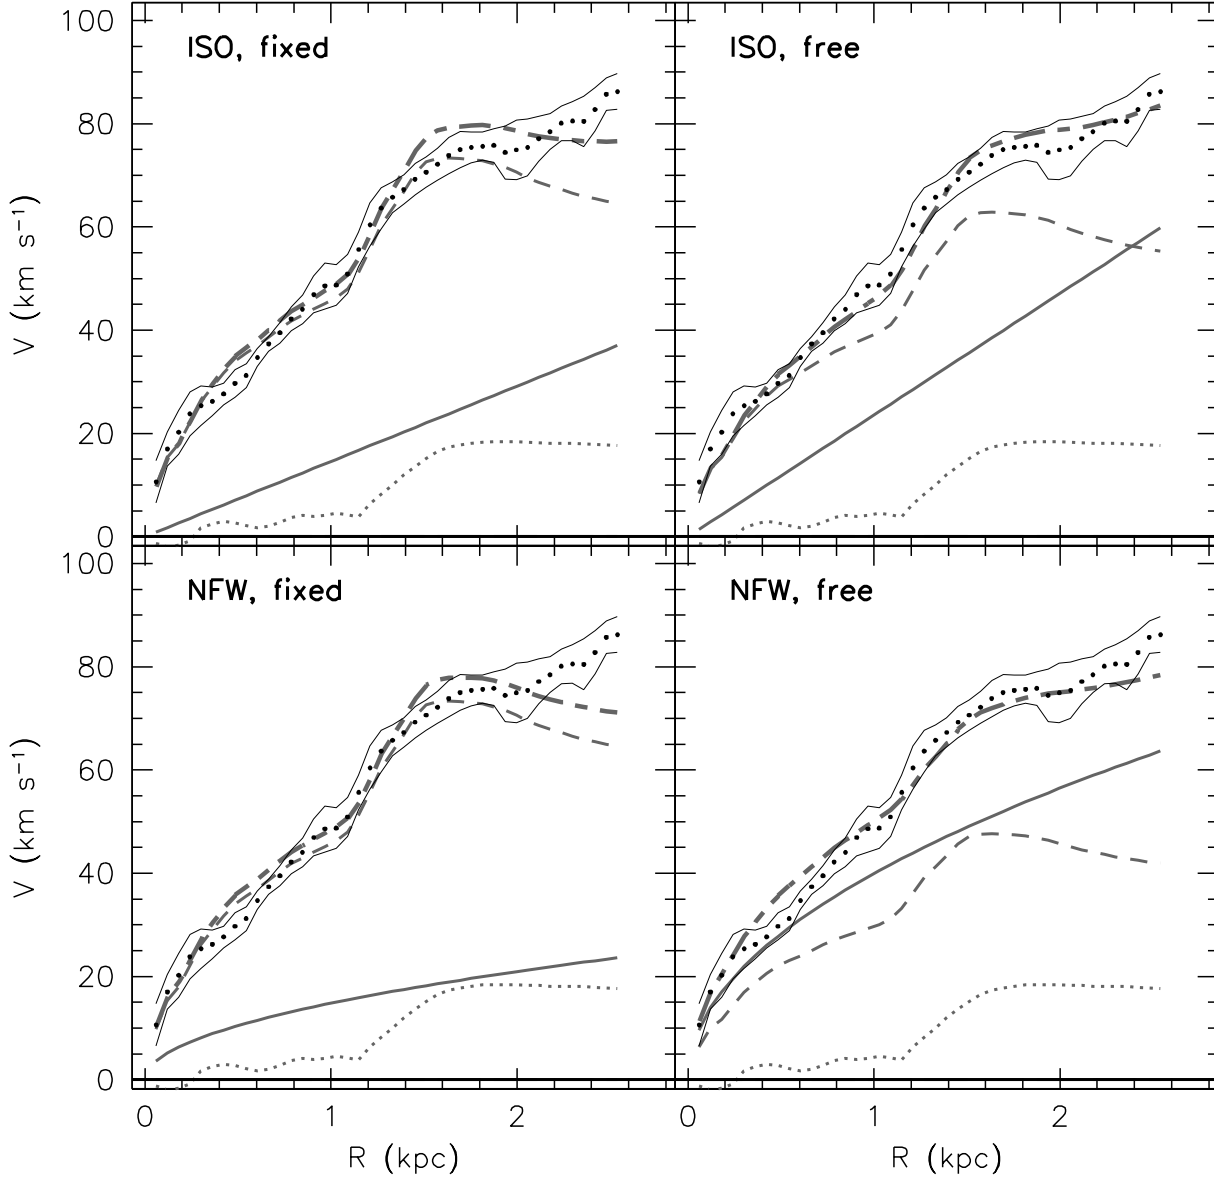 100
80
60
40
20
0
V (km s⁻¹)
ISO, fixed
ISO, free
100
80
60
40
20
0
V (km s⁻¹)
NFW, fixed
NFW, free
0 1 2
0 1 2
R (kpc)
R (kpc)